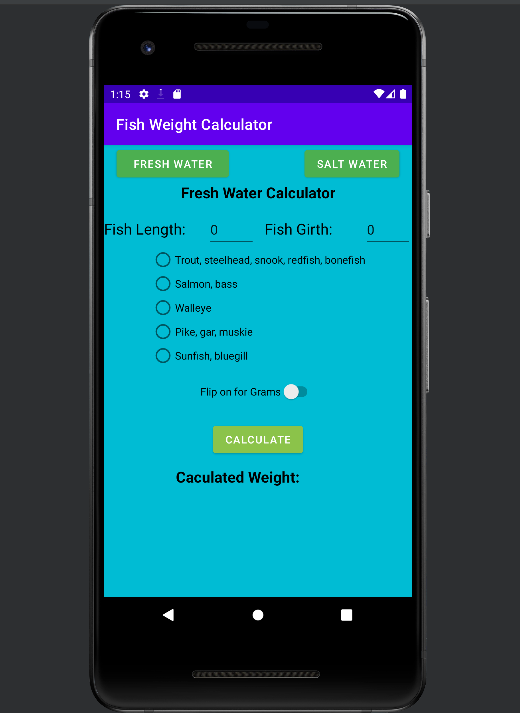 1:15
Fish Weight Calculator
FRESH WATER SALT WATER
Fresh Water Calculator
Fish Length: 0 Fish Girth: 0
Trout, steelhead, snook, redfish, bonefish
Salmon, bass
Walleye
Pike, gar, muskie
Sunfish, bluegill
Flip on for Grams
CALCULATE
Caculated Weight: